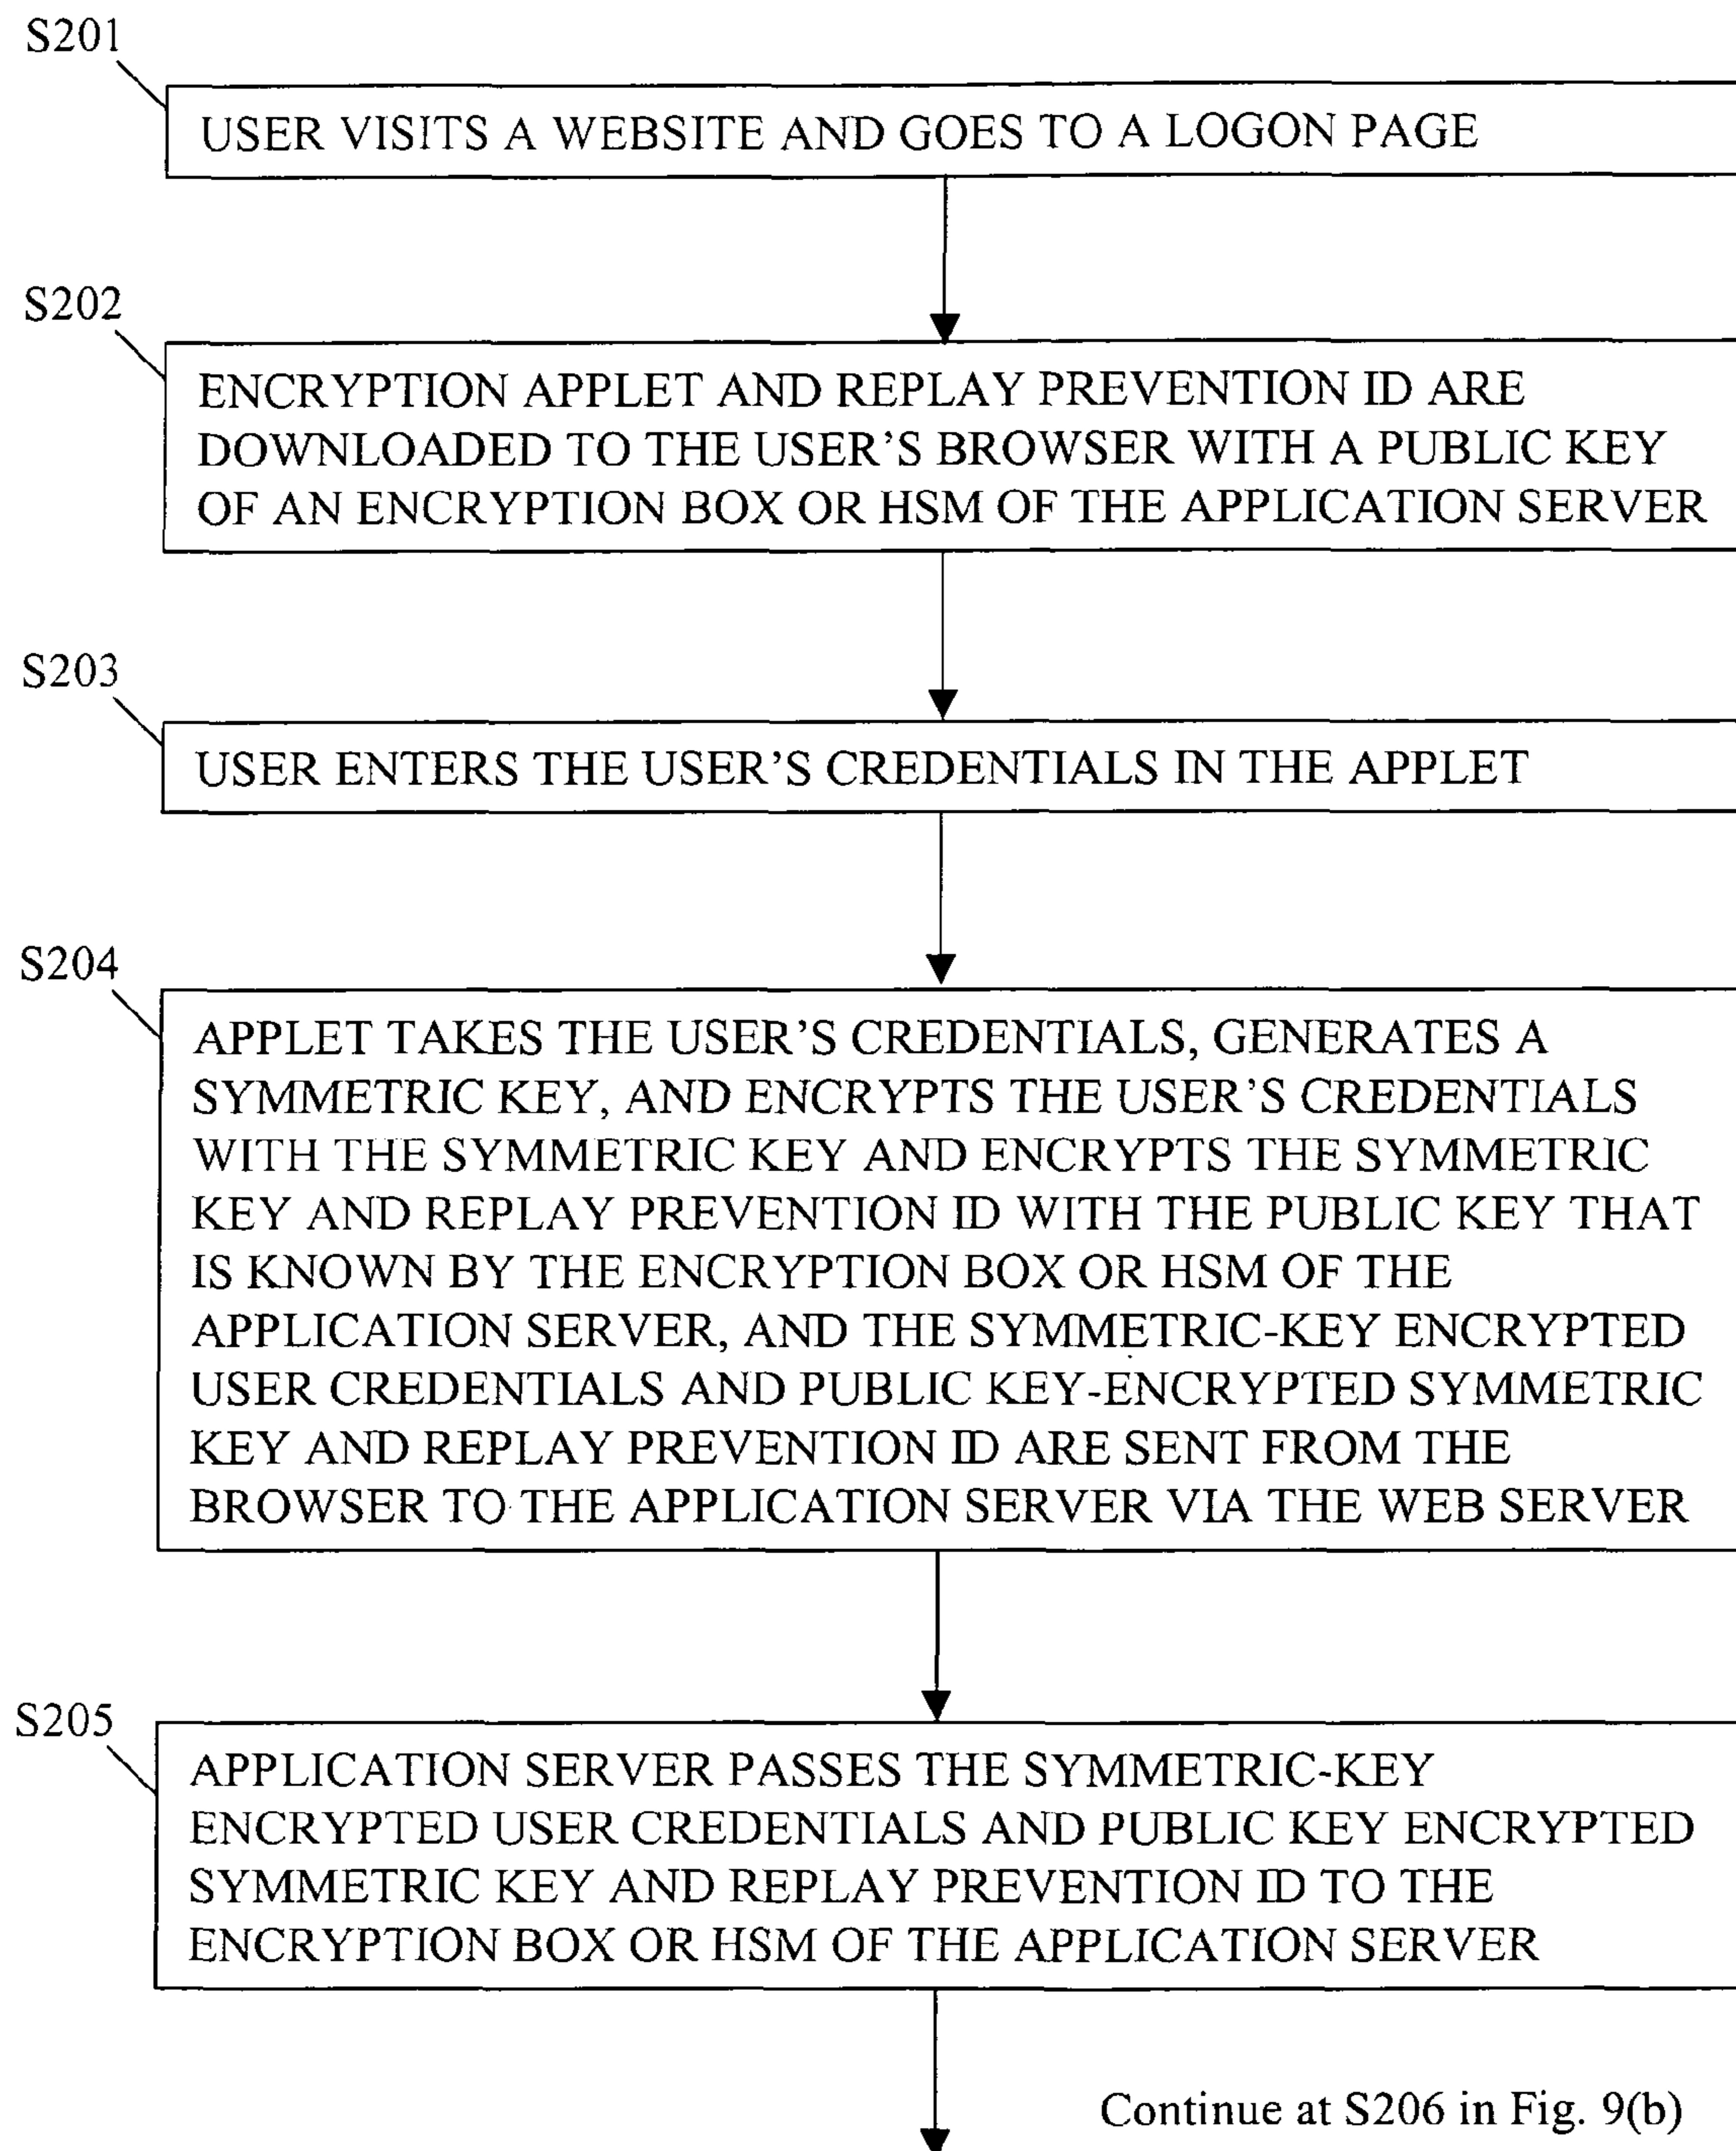 S201
USER VISITS A WEBSITE AND GOES TO A LOGON PAGE
S202
ENCRYPTION APPLET AND REPLAY PREVENTION ID ARE
DOWNLOADED TO THE USER'S BROWSER WITH A PUBLIC KEY
OF AN ENCRYPTION BOX OR HSM OF THE APPLICATION SERVER
S203
USER ENTERS THE USER'S CREDENTIALS IN THE APPLET
S204
APPLET TAKES THE USER'S CREDENTIALS, GENERATES A
SYMMETRIC KEY, AND ENCRYPTS THE USER'S CREDENTIALS
WITH THE SYMMETRIC KEY AND ENCRYPTS THE SYMMETRIC
KEY AND REPLAY PREVENTION ID WITH THE PUBLIC KEY THAT
IS KNOWN BY THE ENCRYPTION BOX OR HSM OF THE
APPLICATION SERVER, AND THE SYMMETRIC-KEY ENCRYPTED
USER CREDENTIALS AND PUBLIC KEY-ENCRYPTED SYMMETRIC
KEY AND REPLAY PREVENTION ID ARE SENT FROM THE
BROWSER TO THE APPLICATION SERVER VIA THE WEB SERVER
S205
APPLICATION SERVER PASSES THE SYMMETRIC-KEY
ENCRYPTED USER CREDENTIALS AND PUBLIC KEY ENCRYPTED
SYMMETRIC KEY AND REPLAY PREVENTION ID TO THE
ENCRYPTION BOX OR HSM OF THE APPLICATION SERVER
Continue at S206 in Fig. 9(b)